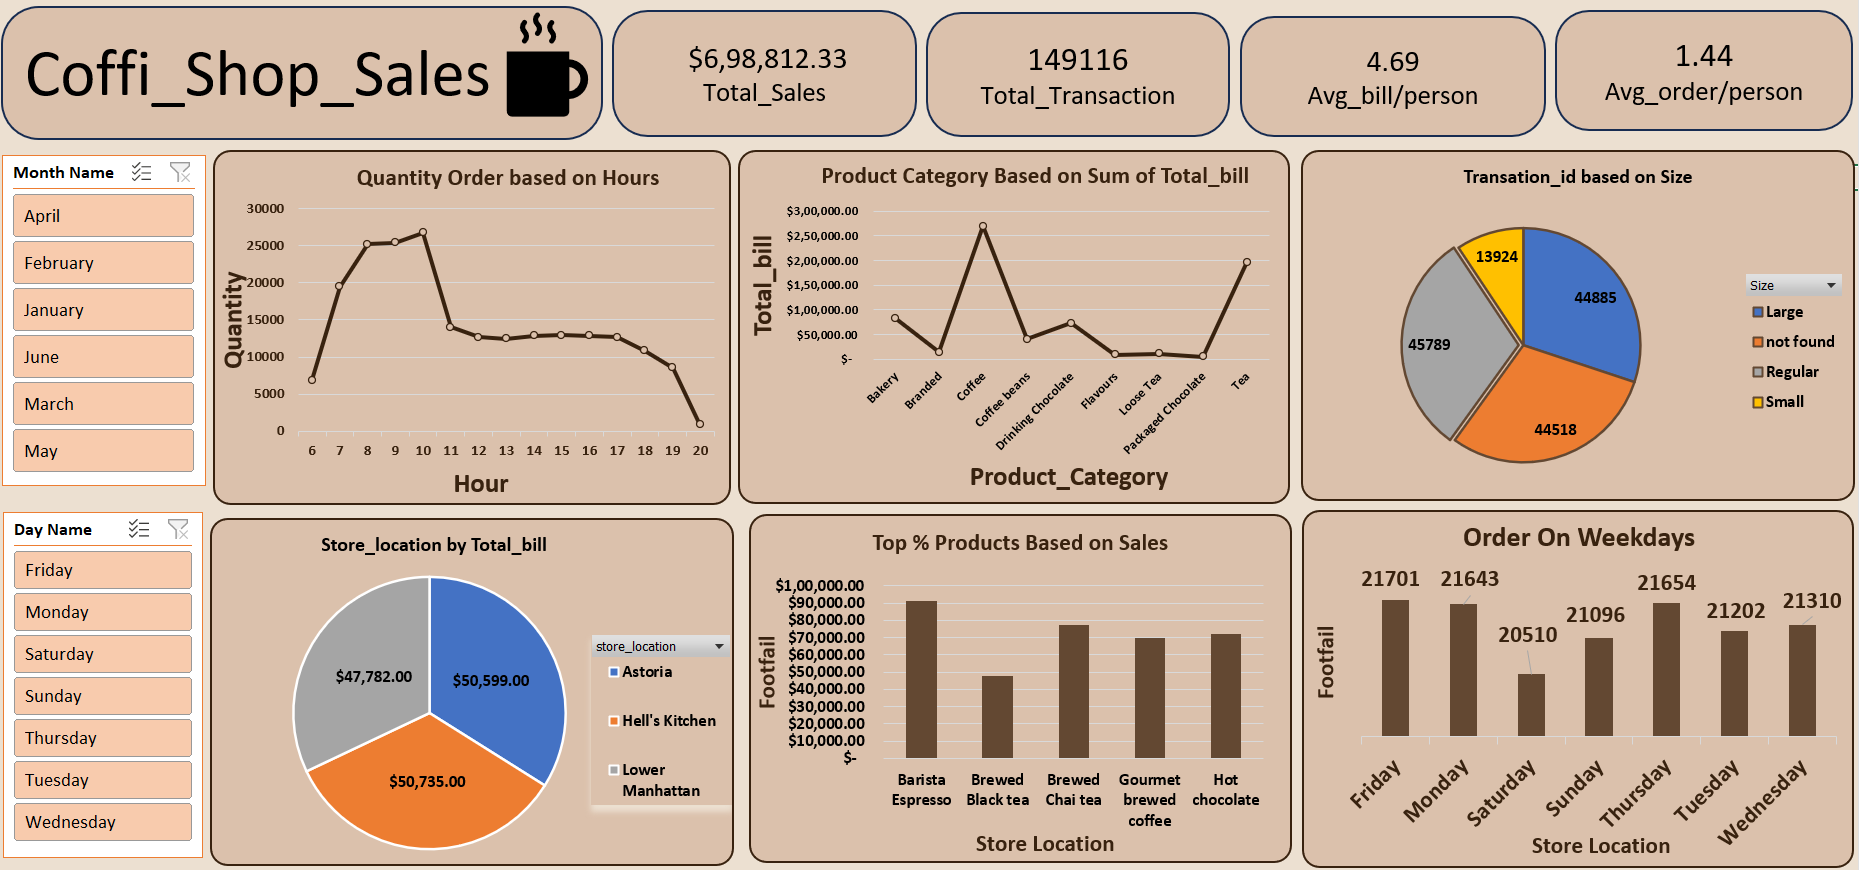 Coffi_Shop_Sales
$6,98,812.33
Total_Sales
149116
Total_Transaction
4.69
Avg_bill/person
1.44
Avg_order/person
Month Name
April
February
January
June
March
May
Quantity Order based on Hours
Quantity
30000
25000
20000
15000
10000
5000
0
6 7 8 9 10 11 12 13 14 15 16 17 18 19 20
Hour
Product Category Based on Sum of Total_bill
Total_bill
$3,00,000.00
$2,50,000.00
$2,00,000.00
$1,50,000.00
$1,00,000.00
$50,000.00
$-
Bakery
Branded
Coffee
Coffee beans
Drinking Chocolate
Flavours
Loose Tea
Packaged Chocolate
Tea
Product_Category
Transation_id based on Size
13924
44885
45789
44518
Size
Large
not found
Regular
Small
Day Name
Friday
Monday
Saturday
Sunday
Thursday
Tuesday
Wednesday
Store_location by Total_bill
$47,782.00
$50,599.00
$50,735.00
store_location
Astoria
Hell's Kitchen
Lower
Manhattan
Top % Products Based on Sales
Footfail
$1,00,000.00
$90,000.00
$80,000.00
$70,000.00
$60,000.00
$50,000.00
$40,000.00
$30,000.00
$20,000.00
$10,000.00
$-
Barista
Espresso
Brewed
Black tea
Brewed
Chai tea
Gourmet
brewed
coffee
Hot
chocolate
Store Location
Order On Weekdays
Footfail
21701
21643
20510
21096
21654
21202
21310
Friday
Monday
Saturday
Sunday
Thursday
Tuesday
Wednesday
Store Location